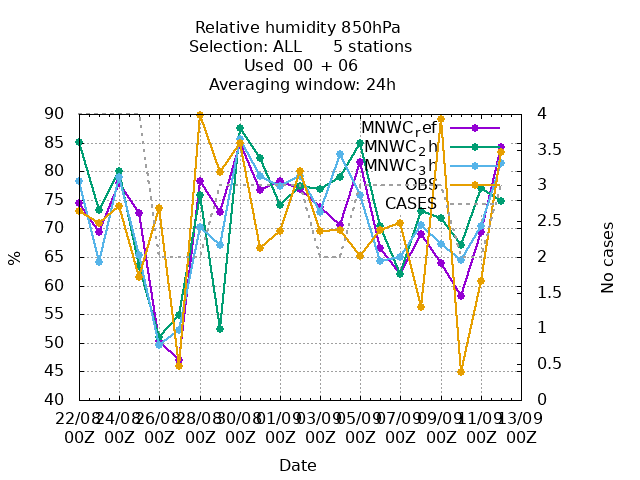 Relative humidity 850hPa
Selection: ALL 5 stations
Used 00 + 06
Averaging window: 24h
90
85
80
75
70
65
60
55
50
45
40
%
4
3.5
3
2.5
2
1.5
1
0.5
0
No cases
MNWCref
MNWC2h
MNWC3h
OBS
CASES
22/08 24/08 26/08 28/08 30/08 01/09 03/09 05/09 07/09 09/09 11/09 13/09
00Z 00Z 00Z 00Z 00Z 00Z 00Z 00Z 00Z 00Z 00Z 00Z
Date